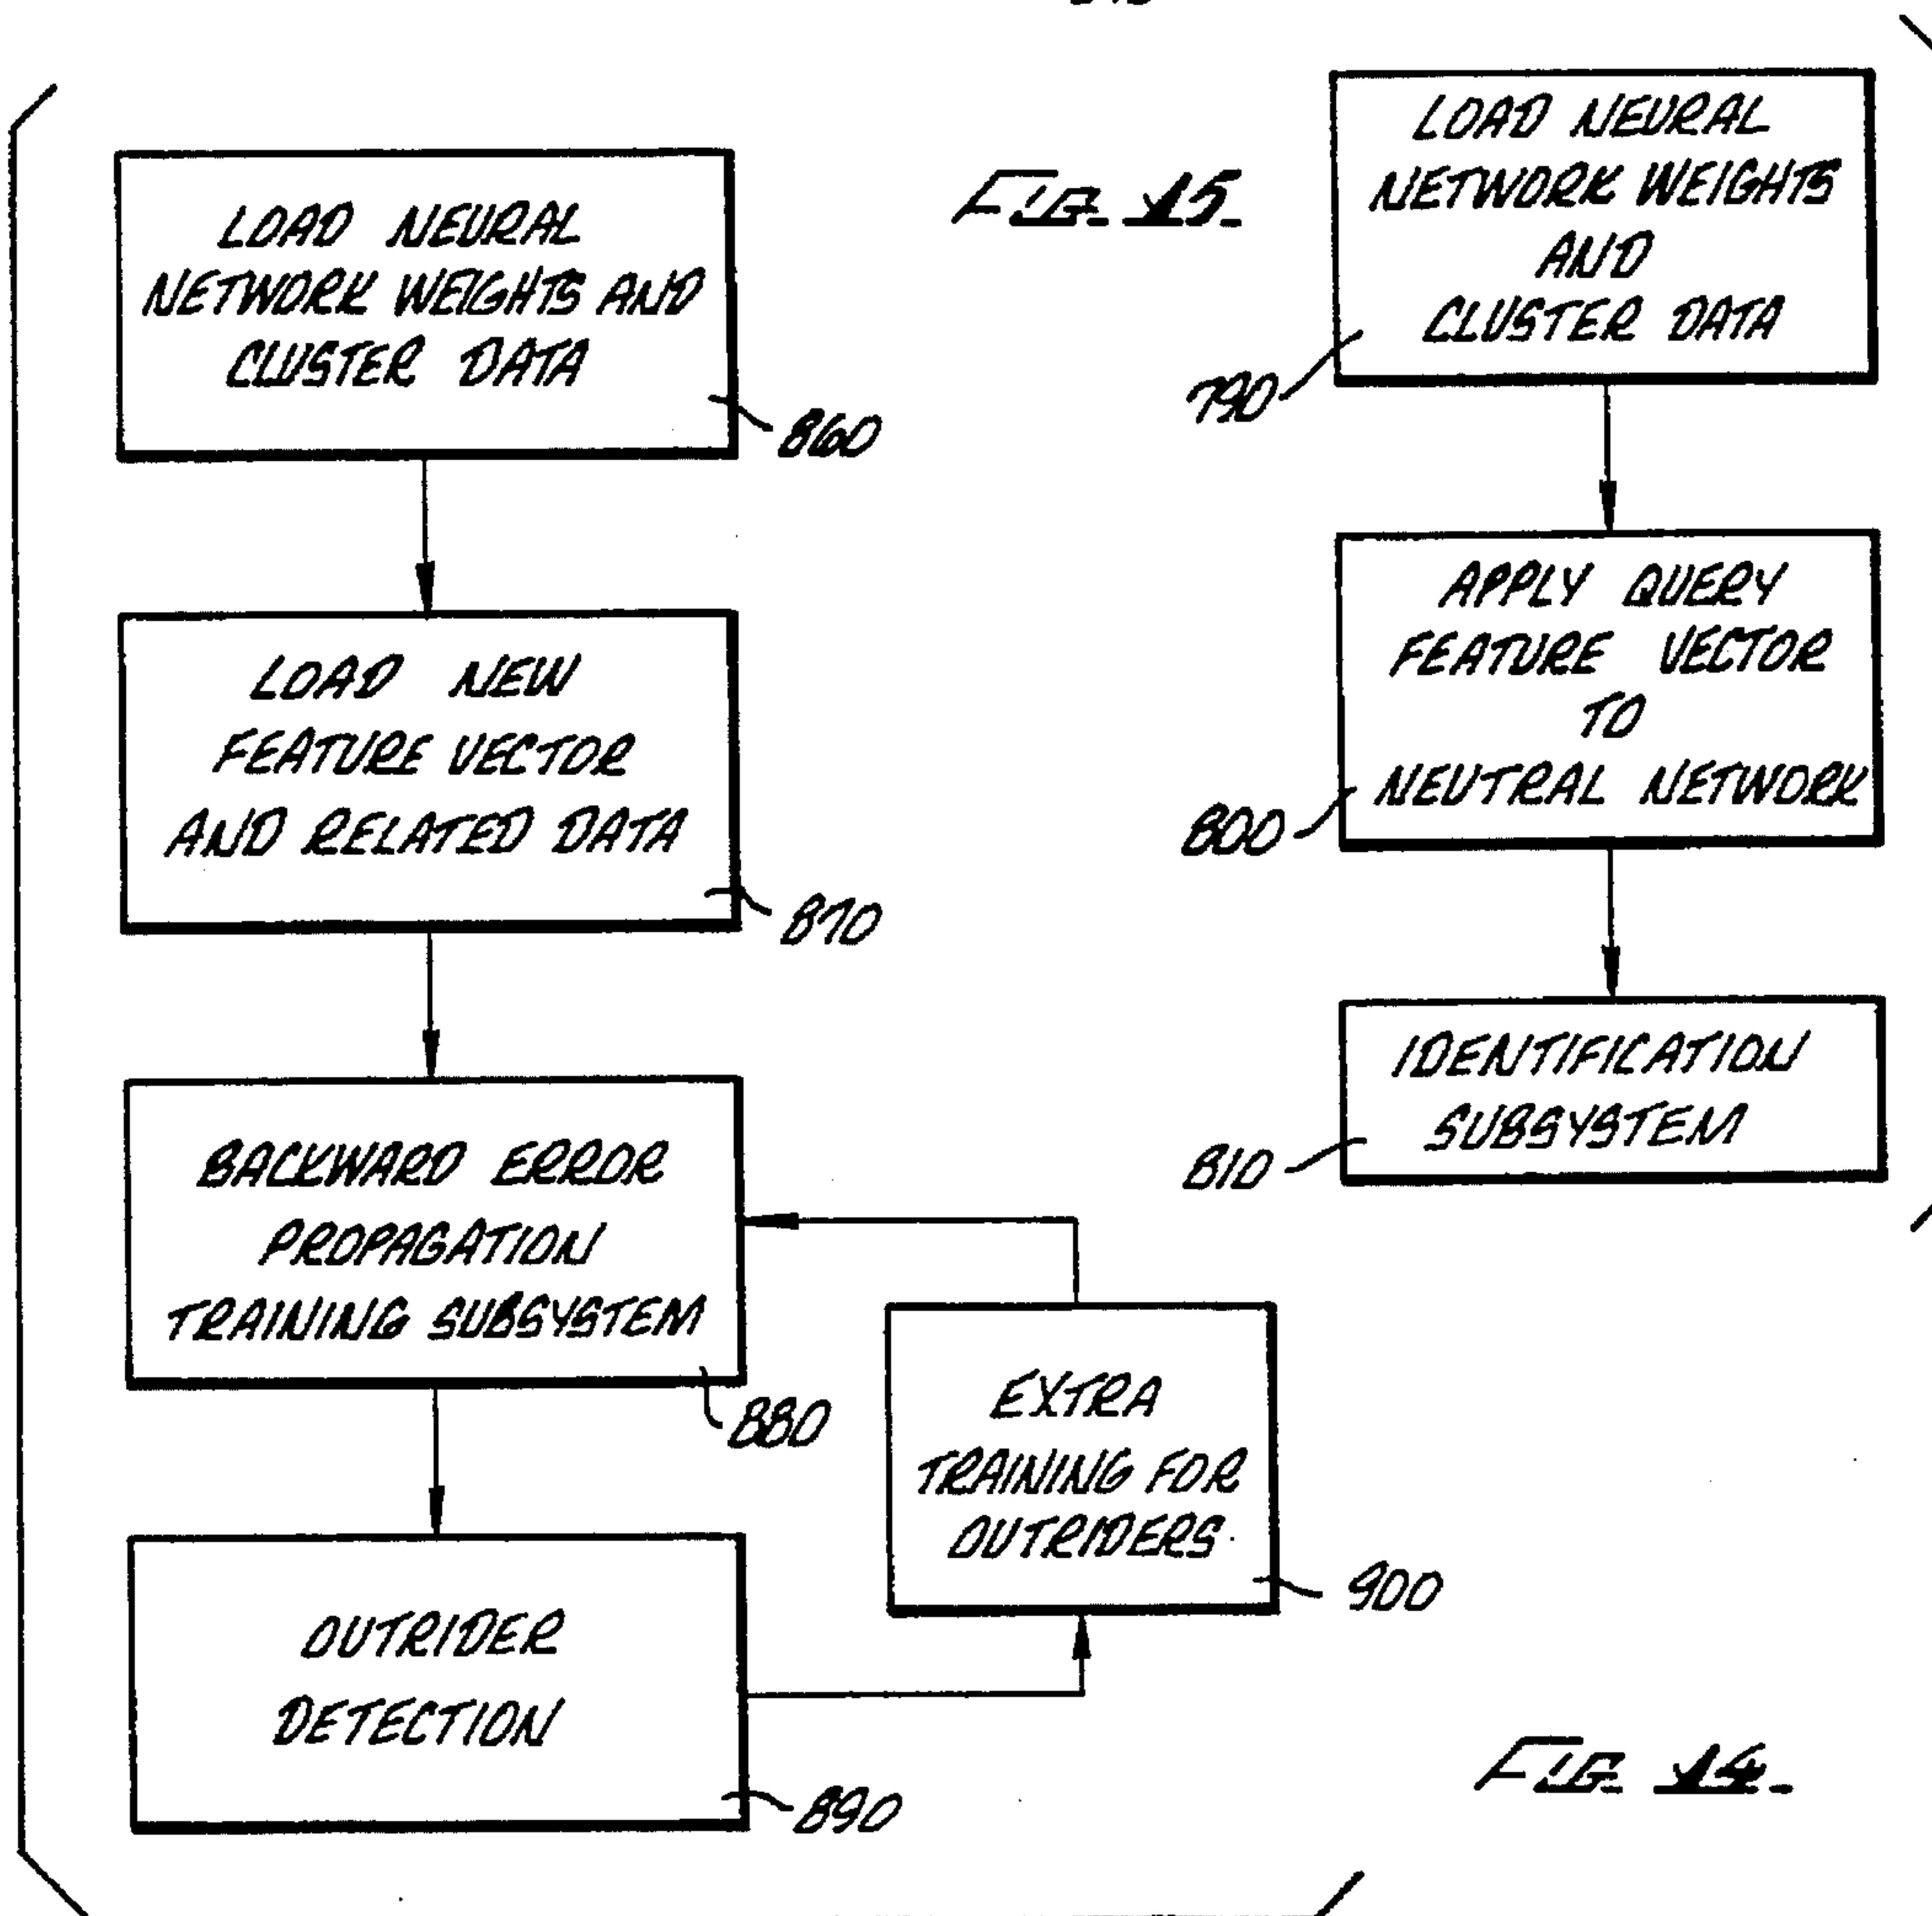 LOAD NEURAL
NETWORK WEIGHTS AND
CLUSTER DATA
860
LOAD NEW
FEATURE VECTOR
AND RELATED DATA
870
BACKWARD ERROR
PROPAGATION
TRAINING SUBSYSTEM
880
OUTRIDER
DETECTION
890
EXTRA
TRAINING FOR
OUTRIDERS
900
FIG. 15.
LOAD NEURAL
NETWORK WEIGHTS
AND
CLUSTER DATA
790
APPLY QUERY
FEATURE VECTOR
TO
NEUTRAL NETWORK
800
IDENTIFICATION
SUBSYSTEM
810
FIG. 14.